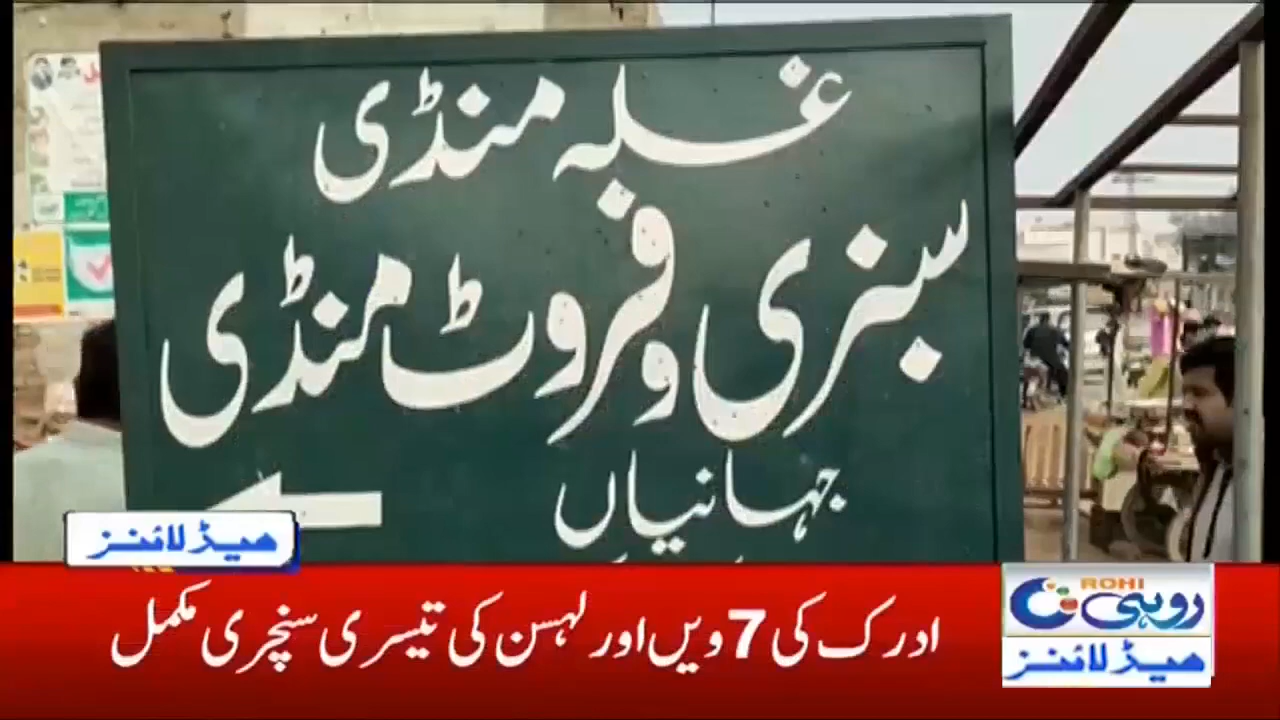 غلہ منڈی
سبزی و فروٹ منڈی
جہانیاں
ہیڈ لائنز
ادرک کی 7 ویں اور لہسن کی تیسری سنچری مکمل
ROHI
روہی
ہیڈ لائنز